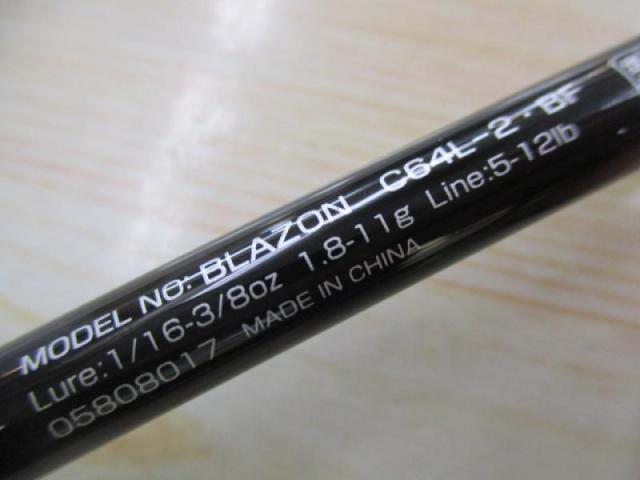 MODEL NO: BLAZON C64L-2・BF
Lure:1/16-3/8oz 1.8-11g Line:5-12lb
05808017 MADE IN CHINA